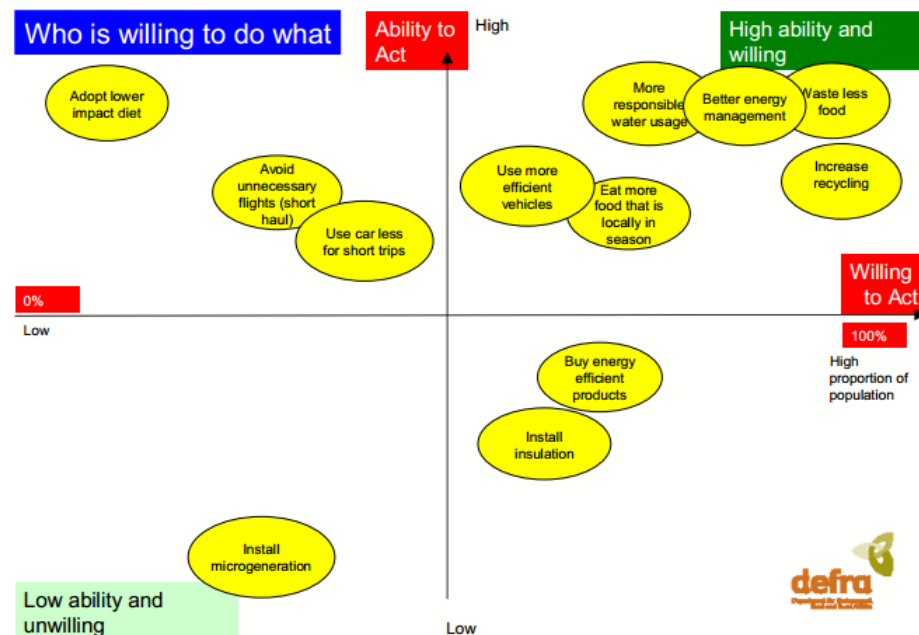 Who is willing to do what
Ability to
Act
High
High ability and
willing
Adopt lower
impact diet
More
responsible
water usage
Better energy
management
Waste less
food
Avoid
unnecessary
flights (short
haul)
Use more
efficient
vehicles
Eat more
food that is
locally in
season
Increase
recycling
Use car less
for short trips
0%
Low
Willing
to Act
100%
High
proportion of
population
Buy energy
efficient
products
Install
insulation
Install
microgeneration
Low ability and
unwilling
Low
defra